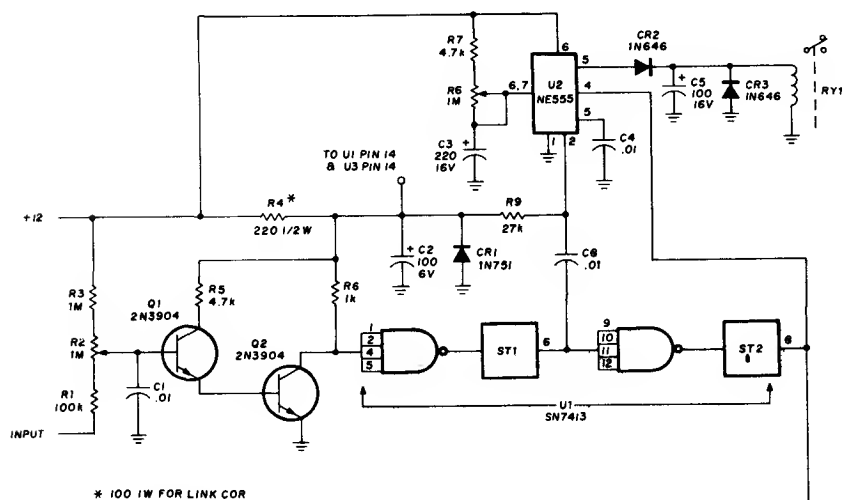 R7
4.7k
R6
1M
6,7
C3
220
16V
+
6
U2
NE555
5
4
5
1
2
C4
.01
CR2
1N646
+
C5
100
16V
CR3
1N646
RY1
TO U1 PIN 14
& U3 PIN 14
+12
R4*
220 1/2W
R9
27k
+
C2
100
6V
CR1
1N751
C6
.01
R3
1M
R2
1M
R1
100k
INPUT
C1
.01
Q1
2N3904
R5
4.7k
Q2
2N3904
R6
1k
1
2
4
5
ST1
6
9
10
11
12
ST2
8
6
U1
SN7413
* 100 1W FOR LINK COR